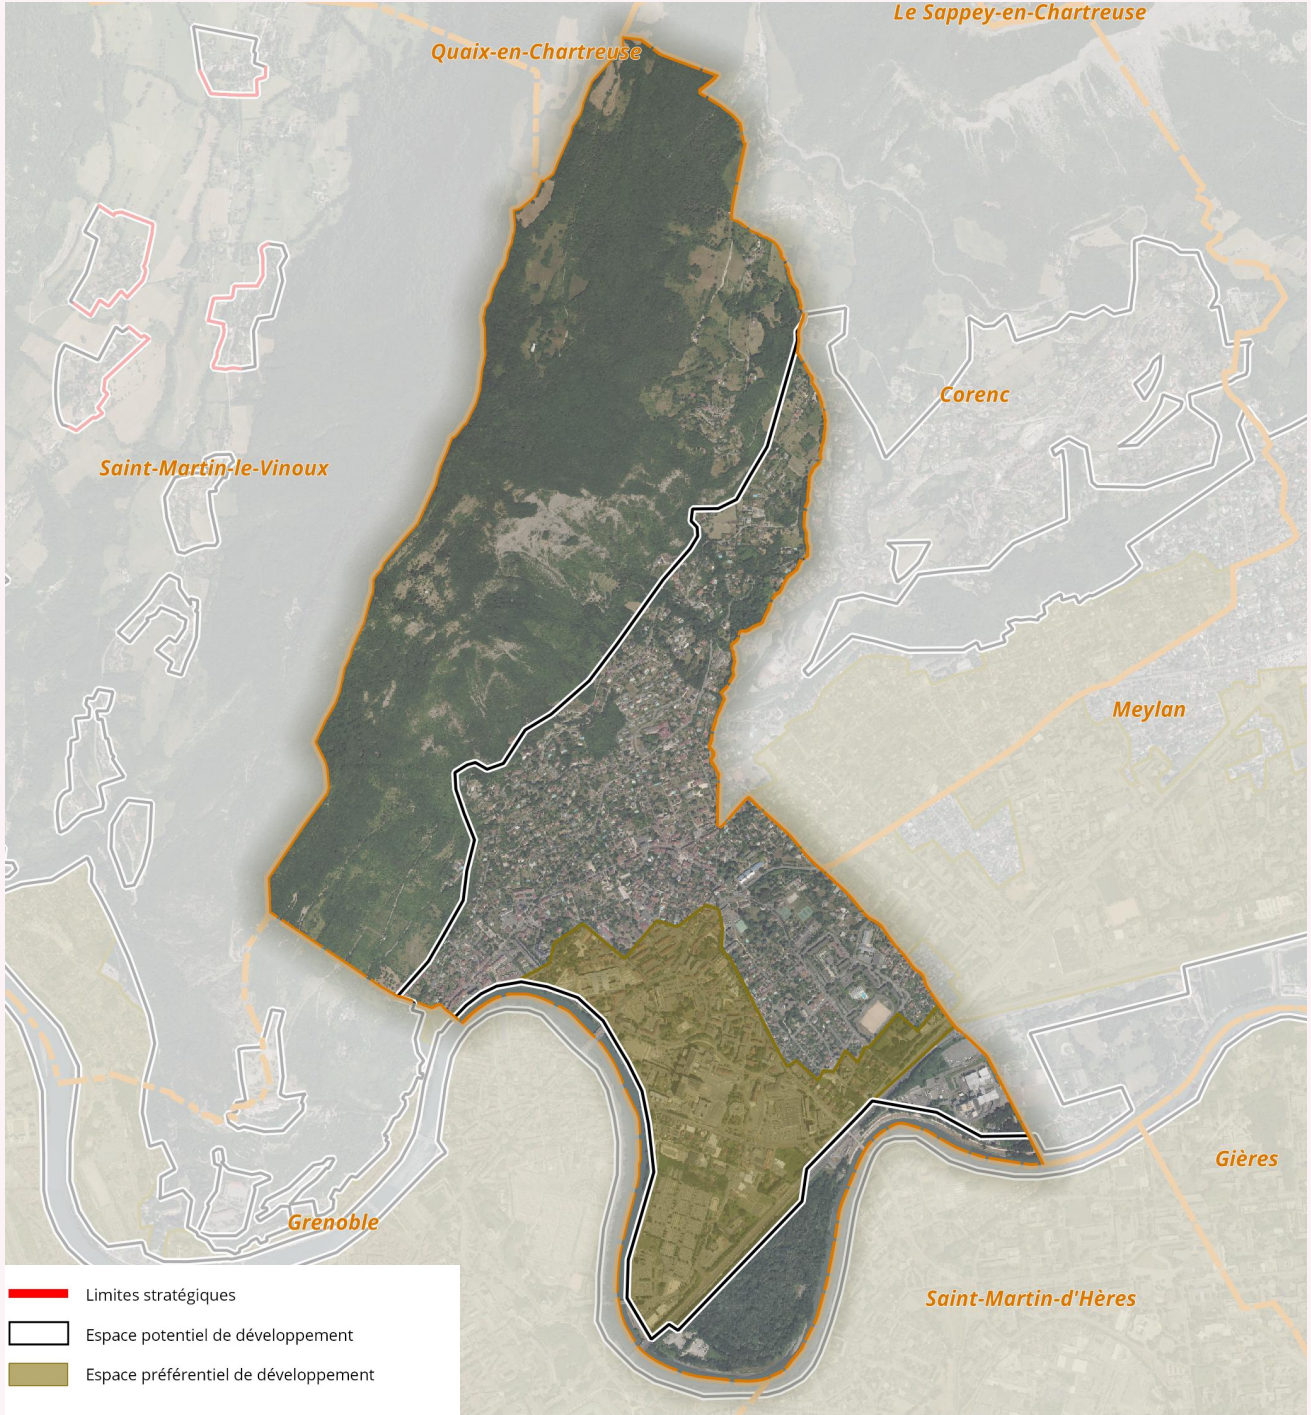 Le Sappey-en-Chartreuse
Quaix-en-Chartreuse
Corenc
Saint-Martin-le-Vinoux
Meylan
Gières
Grenoble
Saint-Martin-d'Hères
Limites stratégiques
Espace potentiel de développement
Espace préférentiel de développement